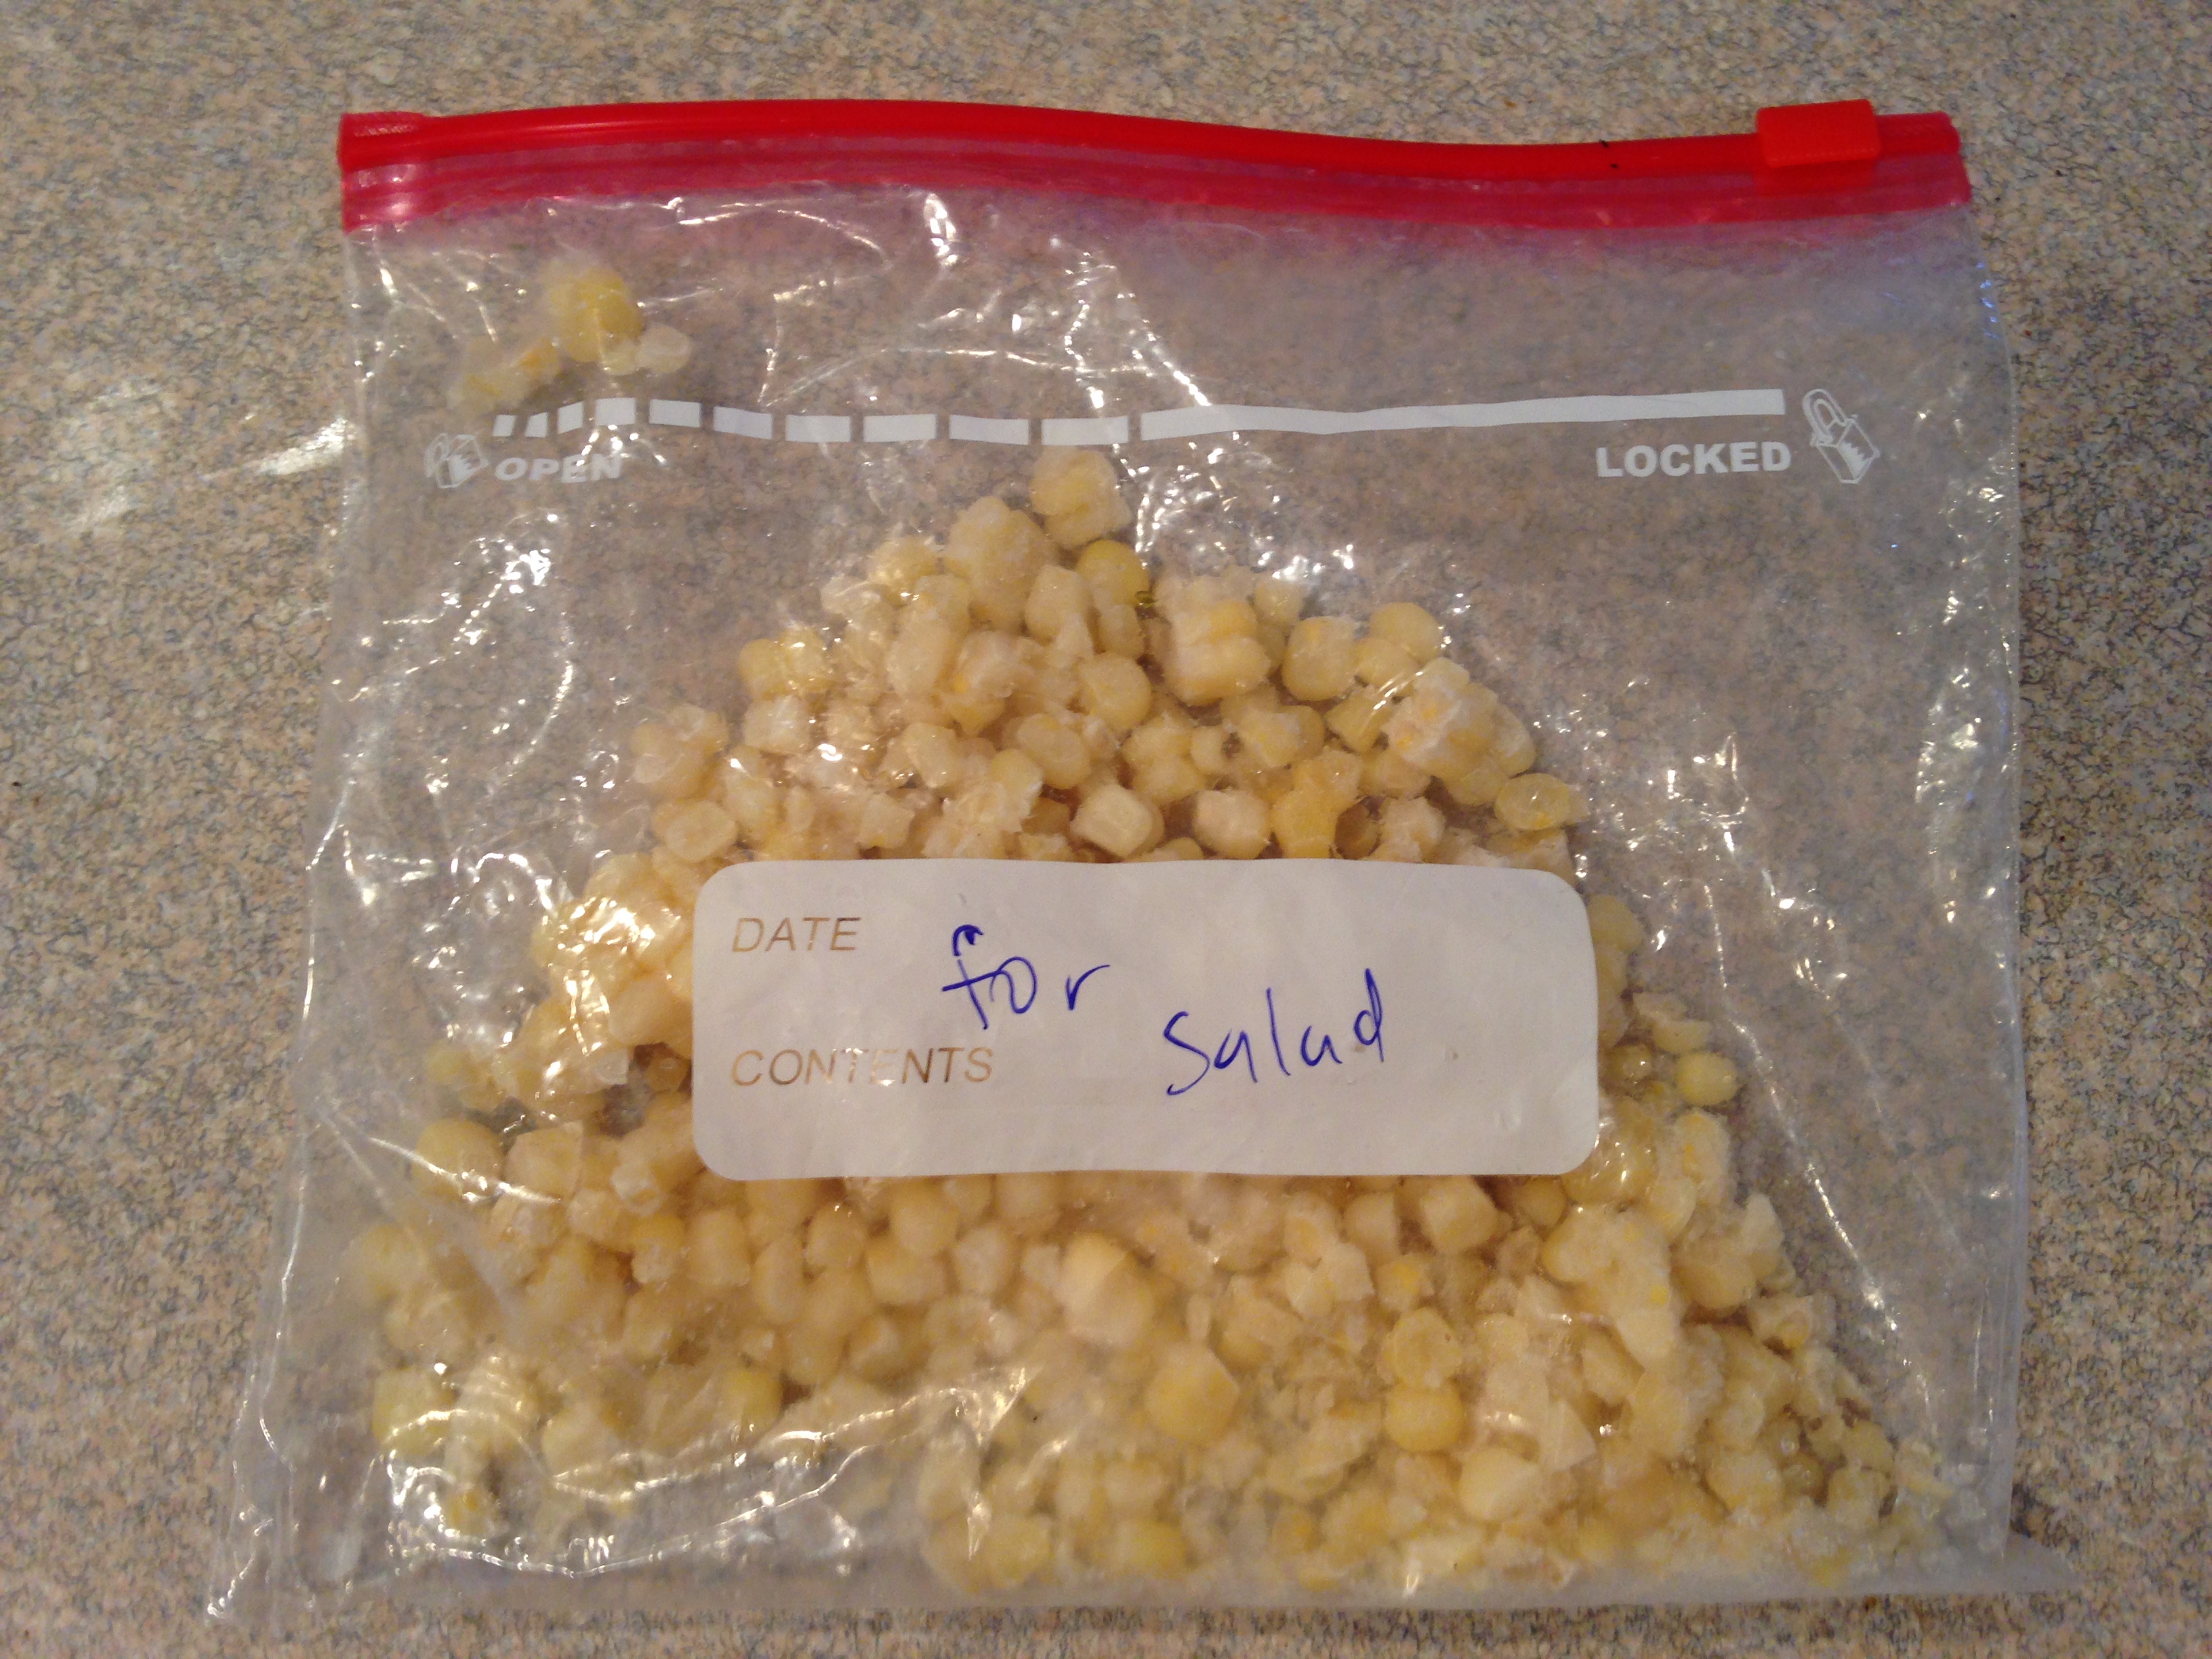 OPEN
LOCKED
DATE
for
CONTENTS
salad